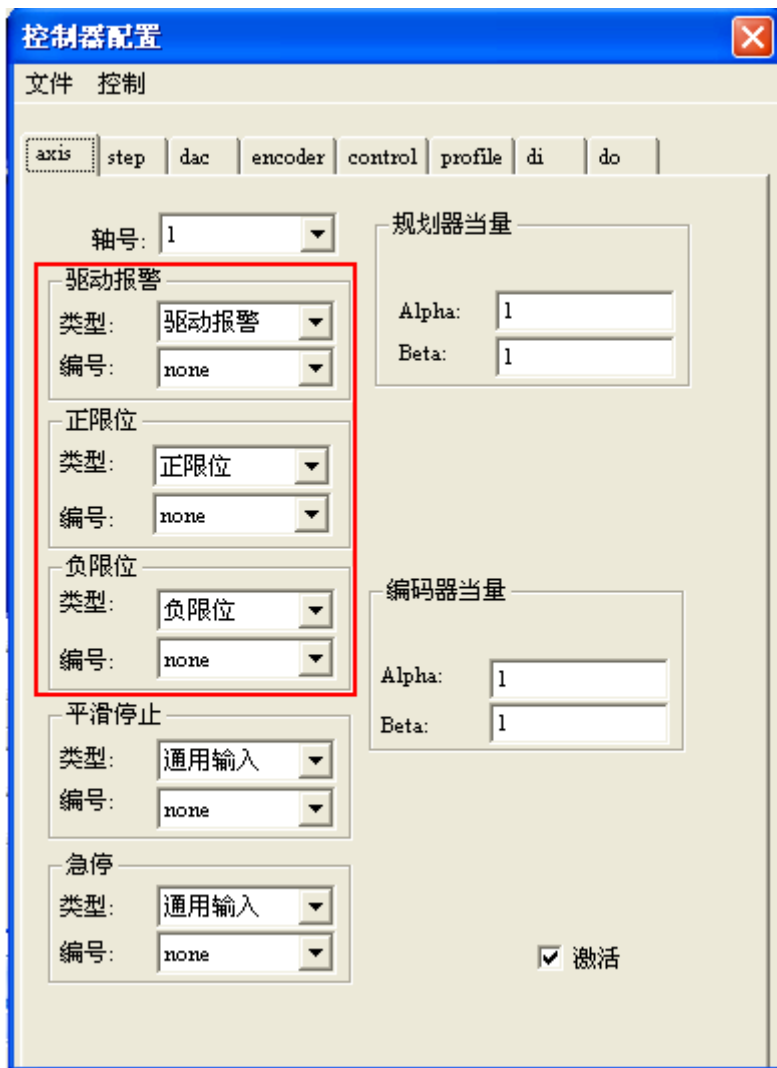 控制器配置
文件 控制
axis step dac encoder control profile di do
轴号: 1
驱动报警
类型: 驱动报警
编号: none
正限位
类型: 正限位
编号: none
负限位
类型: 负限位
编号: none
平滑停止
类型: 通用输入
编号: none
急停
类型: 通用输入
编号: none
规划器当量
Alpha: 1
Beta: 1
编码器当量
Alpha: 1
Beta: 1
激活